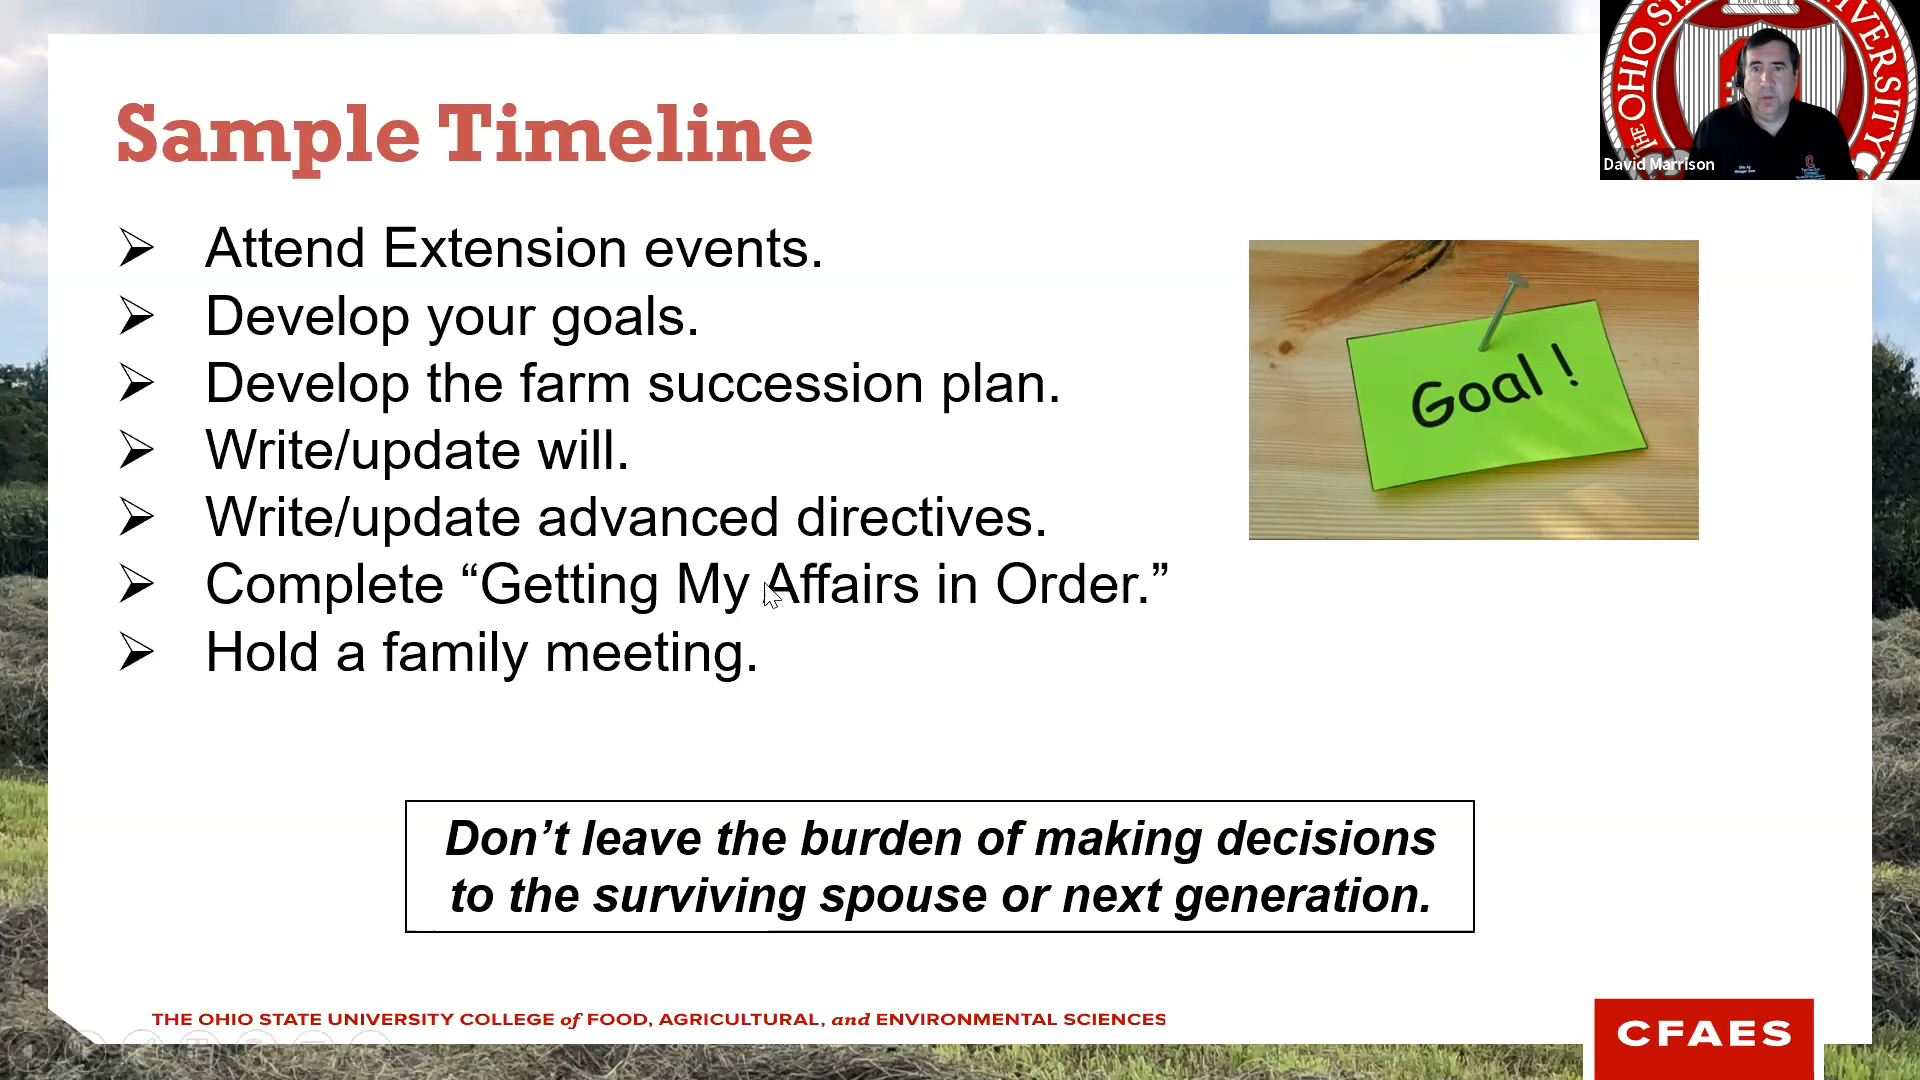 Sample Timeline
Attend Extension events.
Develop your goals.
Develop the farm succession plan.
Write/update will.
Write/update advanced directives.
Complete “Getting My Affairs in Order.”
Hold a family meeting.
Goal !
Don’t leave the burden of making decisions
to the surviving spouse or next generation.
THE OHIO STATE UNIVERSITY COLLEGE of FOOD, AGRICULTURAL, and ENVIRONMENTAL SCIENCES
CFAES
THE OHIO
David Marrison